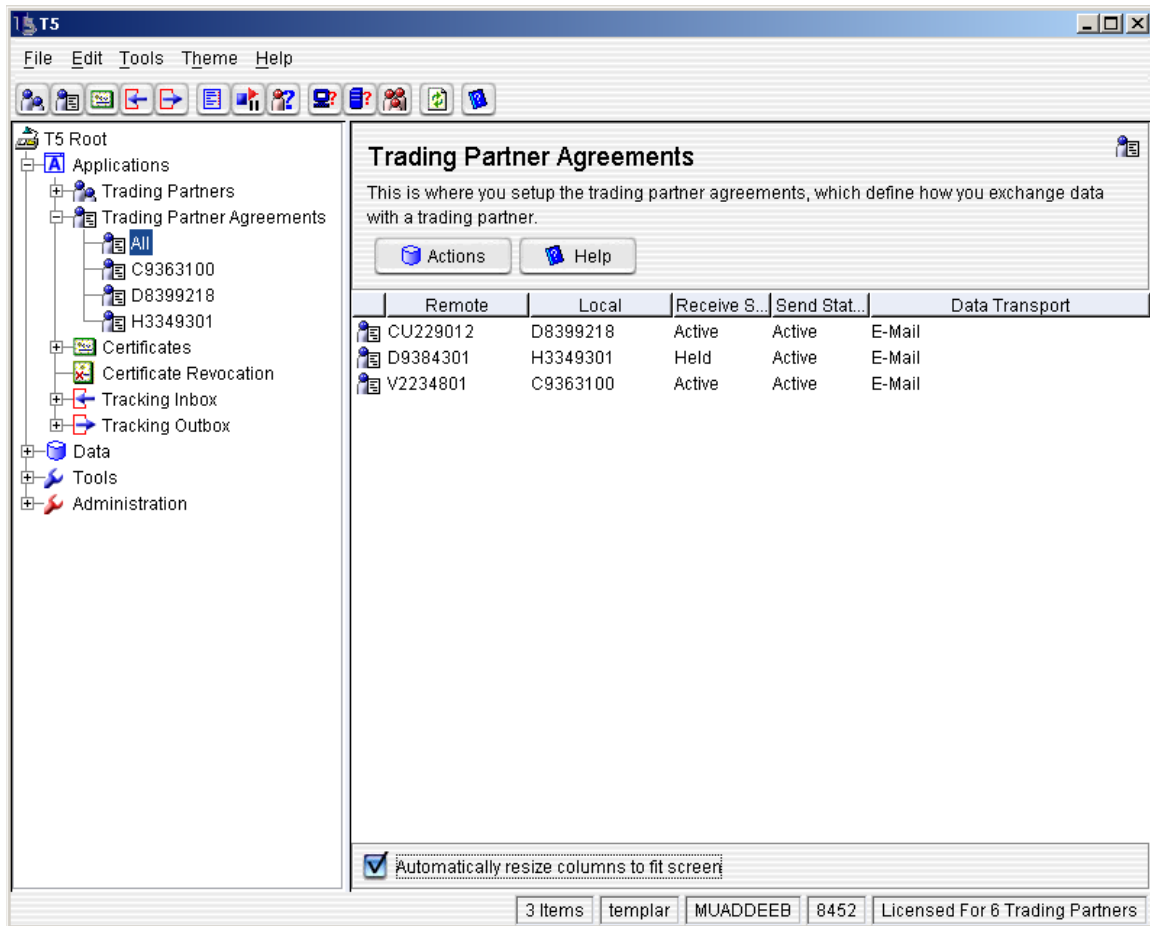 T5
File Edit Tools Theme Help
T5 Root
Applications
Trading Partners
Trading Partner Agreements
All
C9363100
D8399218
H3349301
Certificates
Certificate Revocation
Tracking Inbox
Tracking Outbox
Data
Tools
Administration
Trading Partner Agreements
This is where you setup the trading partner agreements, which define how you exchange data
with a trading partner.
Actions Help
Remote Local Receive S... Send Stat... Data Transport
CU229012 D8399218 Active Active E-Mail
D9384301 H3349301 Held Active E-Mail
V2234801 C9363100 Active Active E-Mail
Automatically resize columns to fit screen
3 Items templar MUADDEEB 8452 Licensed For 6 Trading Partners